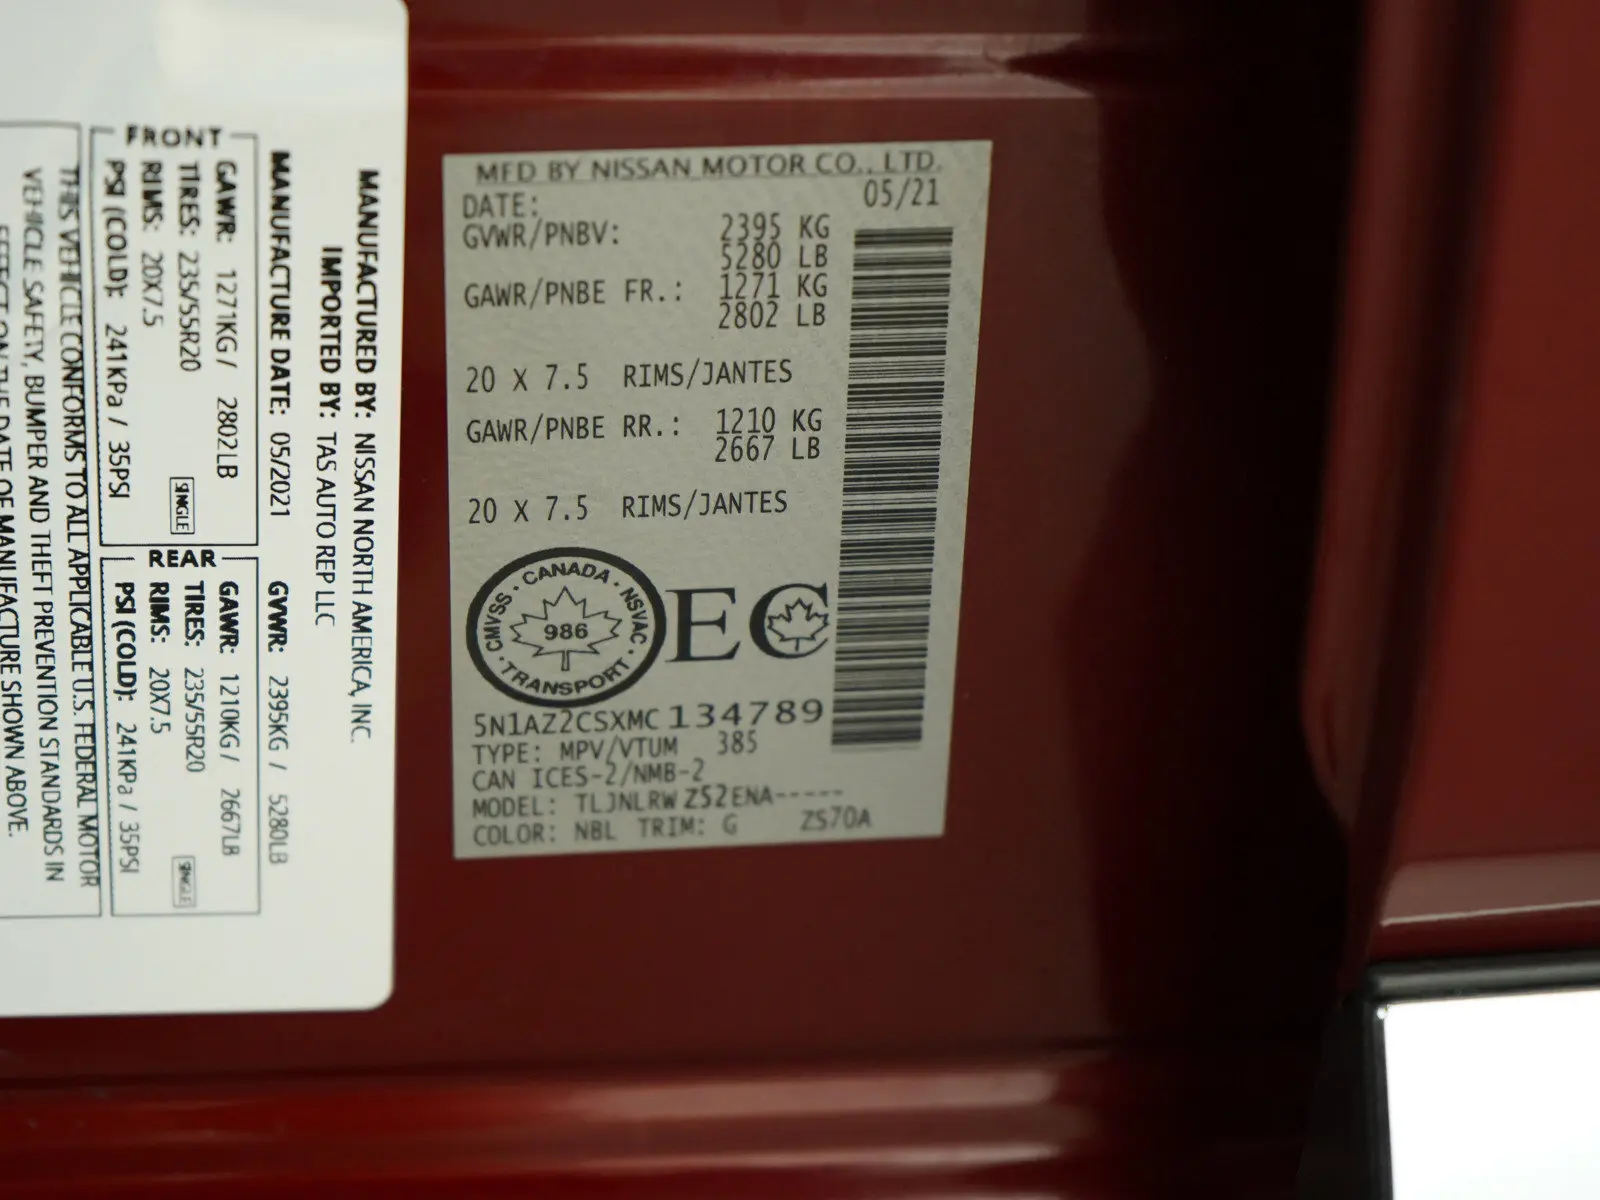 MANUFACTURED BY: NISSAN NORTH AMERICA, INC.
IMPORTED BY: TAS AUTO REP LLC
MANUFACTURE DATE: 05/2021 GVWR: 2395KG / 5280LB
FRONT
GAWR: 1271KG / 2802LB
TIRES: 235/55R20
RIMS: 20X7.5 SINGLE
PSI (COLD): 241KPa / 35PSI
REAR
GAWR: 1210KG / 2667LB
TIRES: 235/55R20
RIMS: 20X7.5 SINGLE
PSI (COLD): 241KPa / 35PSI
THIS VEHICLE CONFORMS TO ALL APPLICABLE U.S. FEDERAL MOTOR
VEHICLE SAFETY, BUMPER AND THEFT PREVENTION STANDARDS IN
EFFECT ON THE DATE OF MANUFACTURE SHOWN ABOVE.
MFD BY NISSAN MOTOR CO., LTD.
DATE: 05/21
GVWR/PNBV: 2395 KG
5280 LB
GAWR/PNBE FR.: 1271 KG
2802 LB
20 X 7.5 RIMS/JANTES
GAWR/PNBE RR.: 1210 KG
2667 LB
20 X 7.5 RIMS/JANTES
CANADA · NSVAC · TRANSPORT · CMVSS ·
986
EC
5N1AZ2CSXMC134789
TYPE: MPV/VTUM 385
CAN ICES-2/NMB-2
MODEL: TLJNLRW Z52ENA-----
COLOR: NBL TRIM: G ZS70A